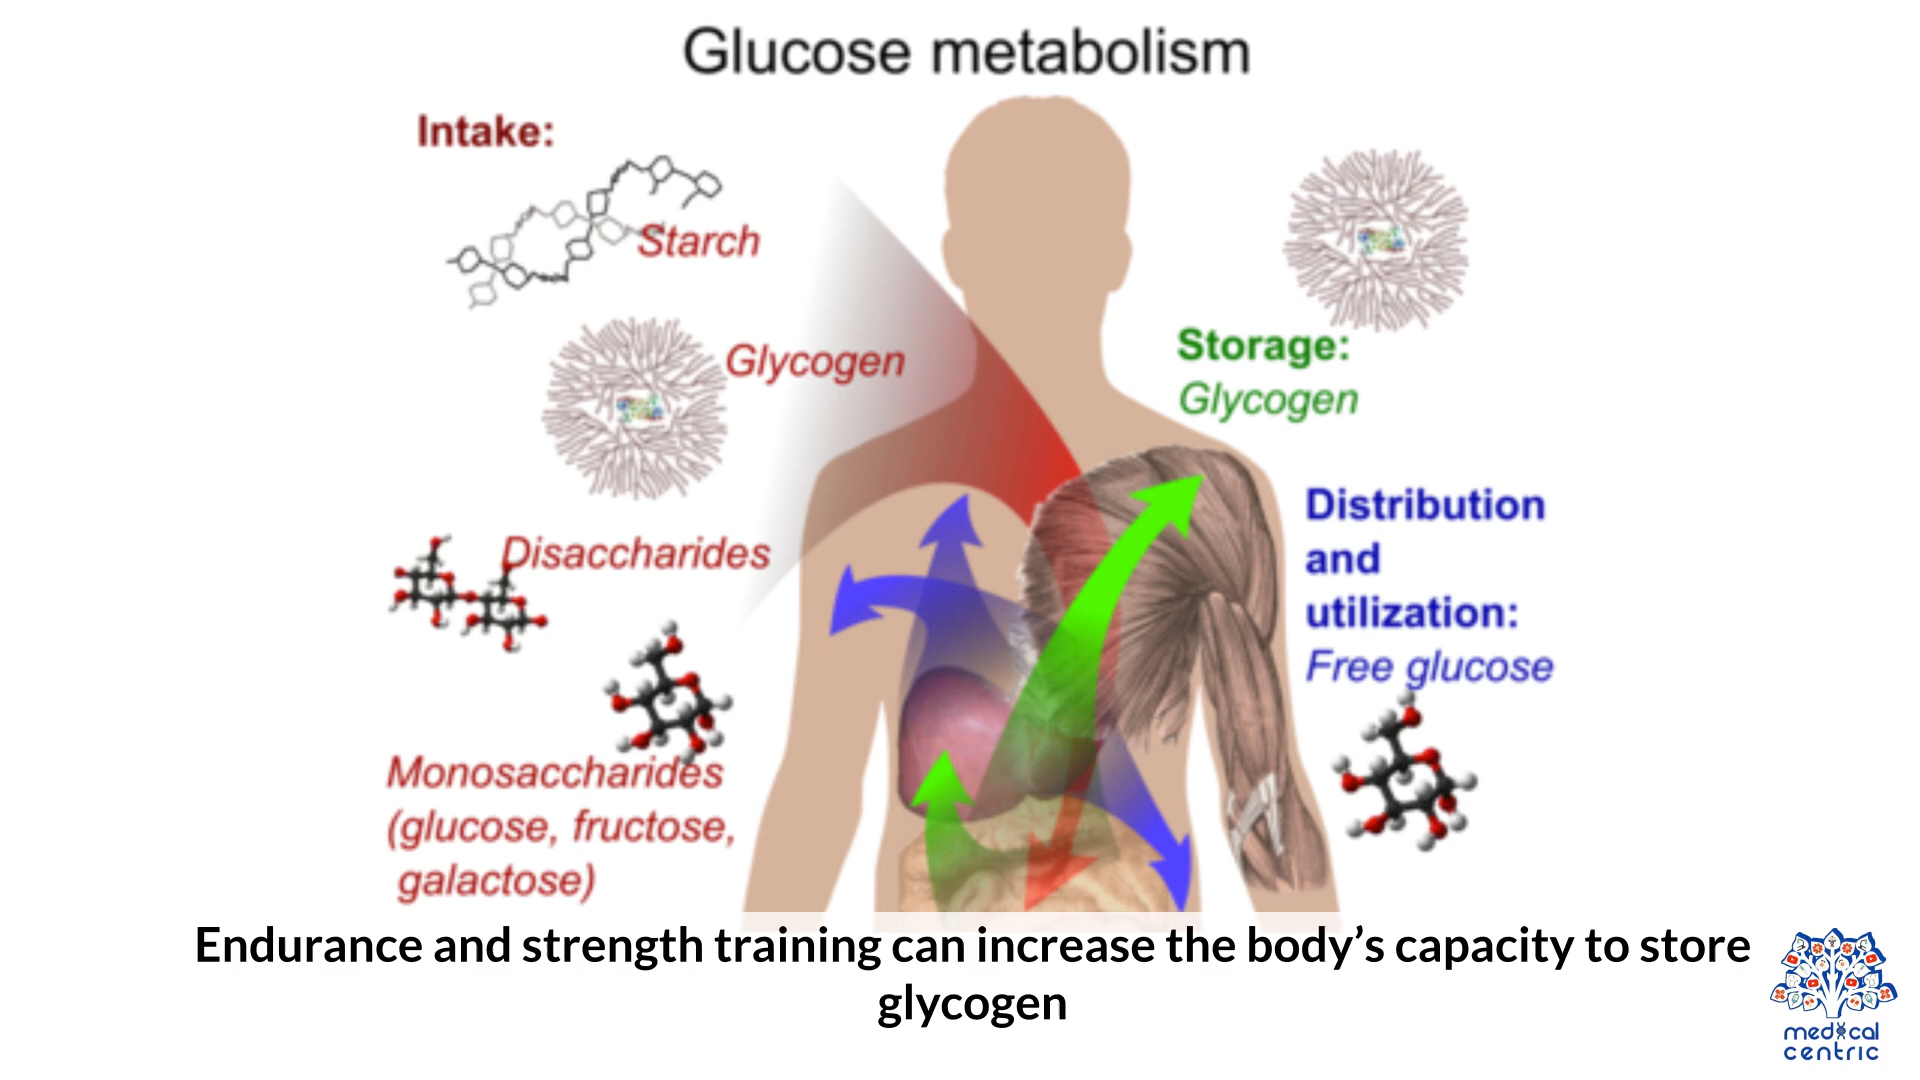 Glucose metabolism
Intake:
Starch
Glycogen
Disaccharides
Monosaccharides
(glucose, fructose,
galactose)
Storage:
Glycogen
Distribution
and
utilization:
Free glucose
Endurance and strength training can increase the body’s capacity to store
glycogen
medical
centric